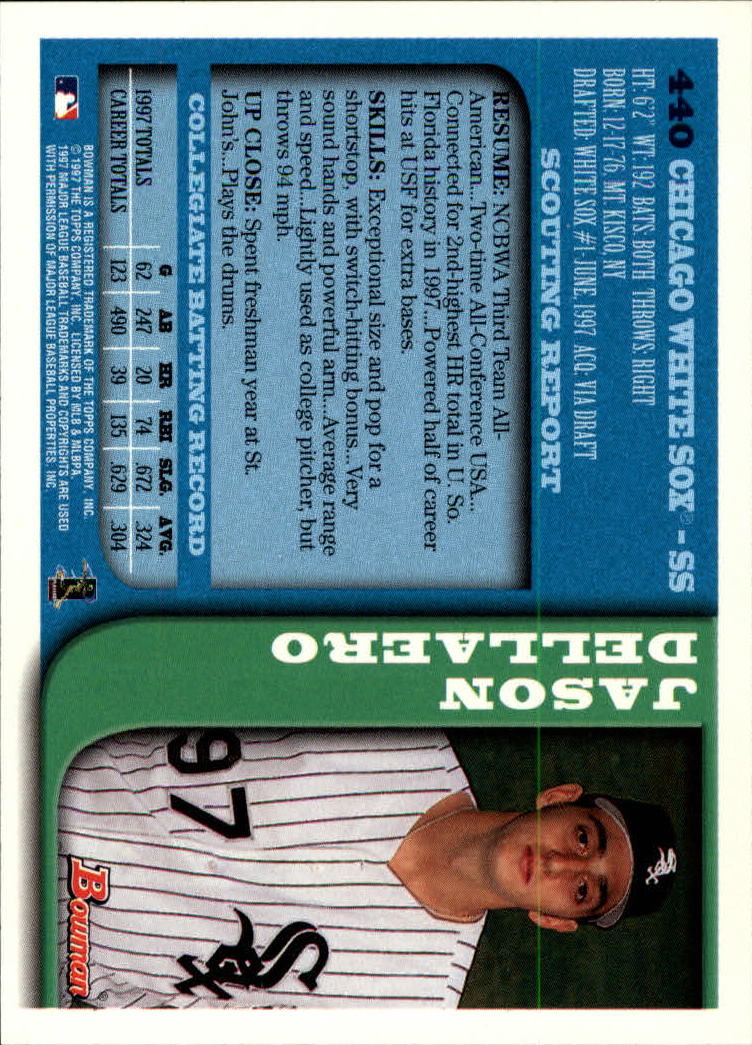 440 CHICAGO WHITE SOX® - SS
HT: 6'2" WT: 192 BATS: BOTH THROWS: RIGHT
BORN: 12-17-76, MT. KISCO, NY
DRAFTED: WHITE SOX #1-JUNE, 1997 ACQ: VIA DRAFT
SCOUTING REPORT
RESUME: NCBWA Third Team All-
American...Two-time All-Conference USA...
Connected for 2nd-highest HR total in U. So.
Florida history in 1997...Powered half of career
hits at USF for extra bases.
SKILLS: Exceptional size and pop for a
shortstop, with switch-hitting bonus...Very
sound hands and powerful arm...Average range
and speed...Lightly used as college pitcher, but
throws 94 mph.
UP CLOSE: Spent freshman year at St.
John's...Plays the drums.
COLLEGIATE BATTING RECORD
G AB HR RBI SLG. AVG.
1997 TOTALS 62 247 20 74 .672 .324
CAREER TOTALS 123 490 39 135 .629 .304
BOWMAN IS A REGISTERED TRADEMARK OF THE TOPPS COMPANY, INC.
©1997 THE TOPPS COMPANY, INC. LICENSED BY MLB & MLBPA.
1997 MAJOR LEAGUE BASEBALL TRADEMARKS AND COPYRIGHTS ARE USED
WITH PERMISSION OF MAJOR LEAGUE BASEBALL PROPERTIES, INC.
JASON
DELLAERO
Sox
97
Sox
Bowman®